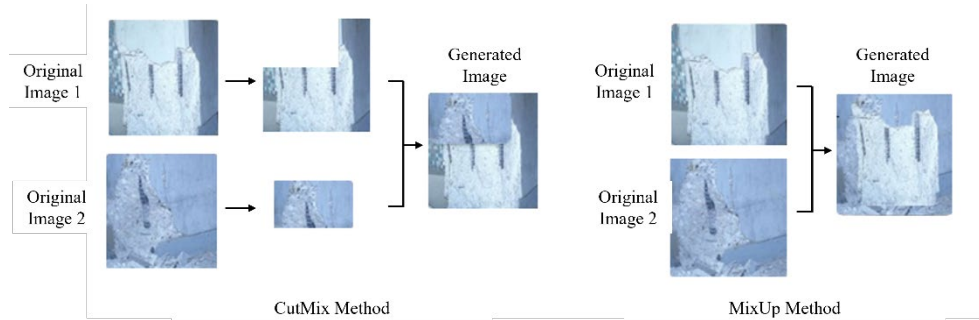 Original
Image 1
Original
Image 2
Generated
Image
CutMix Method
Original
Image 1
Original
Image 2
Generated
Image
MixUp Method